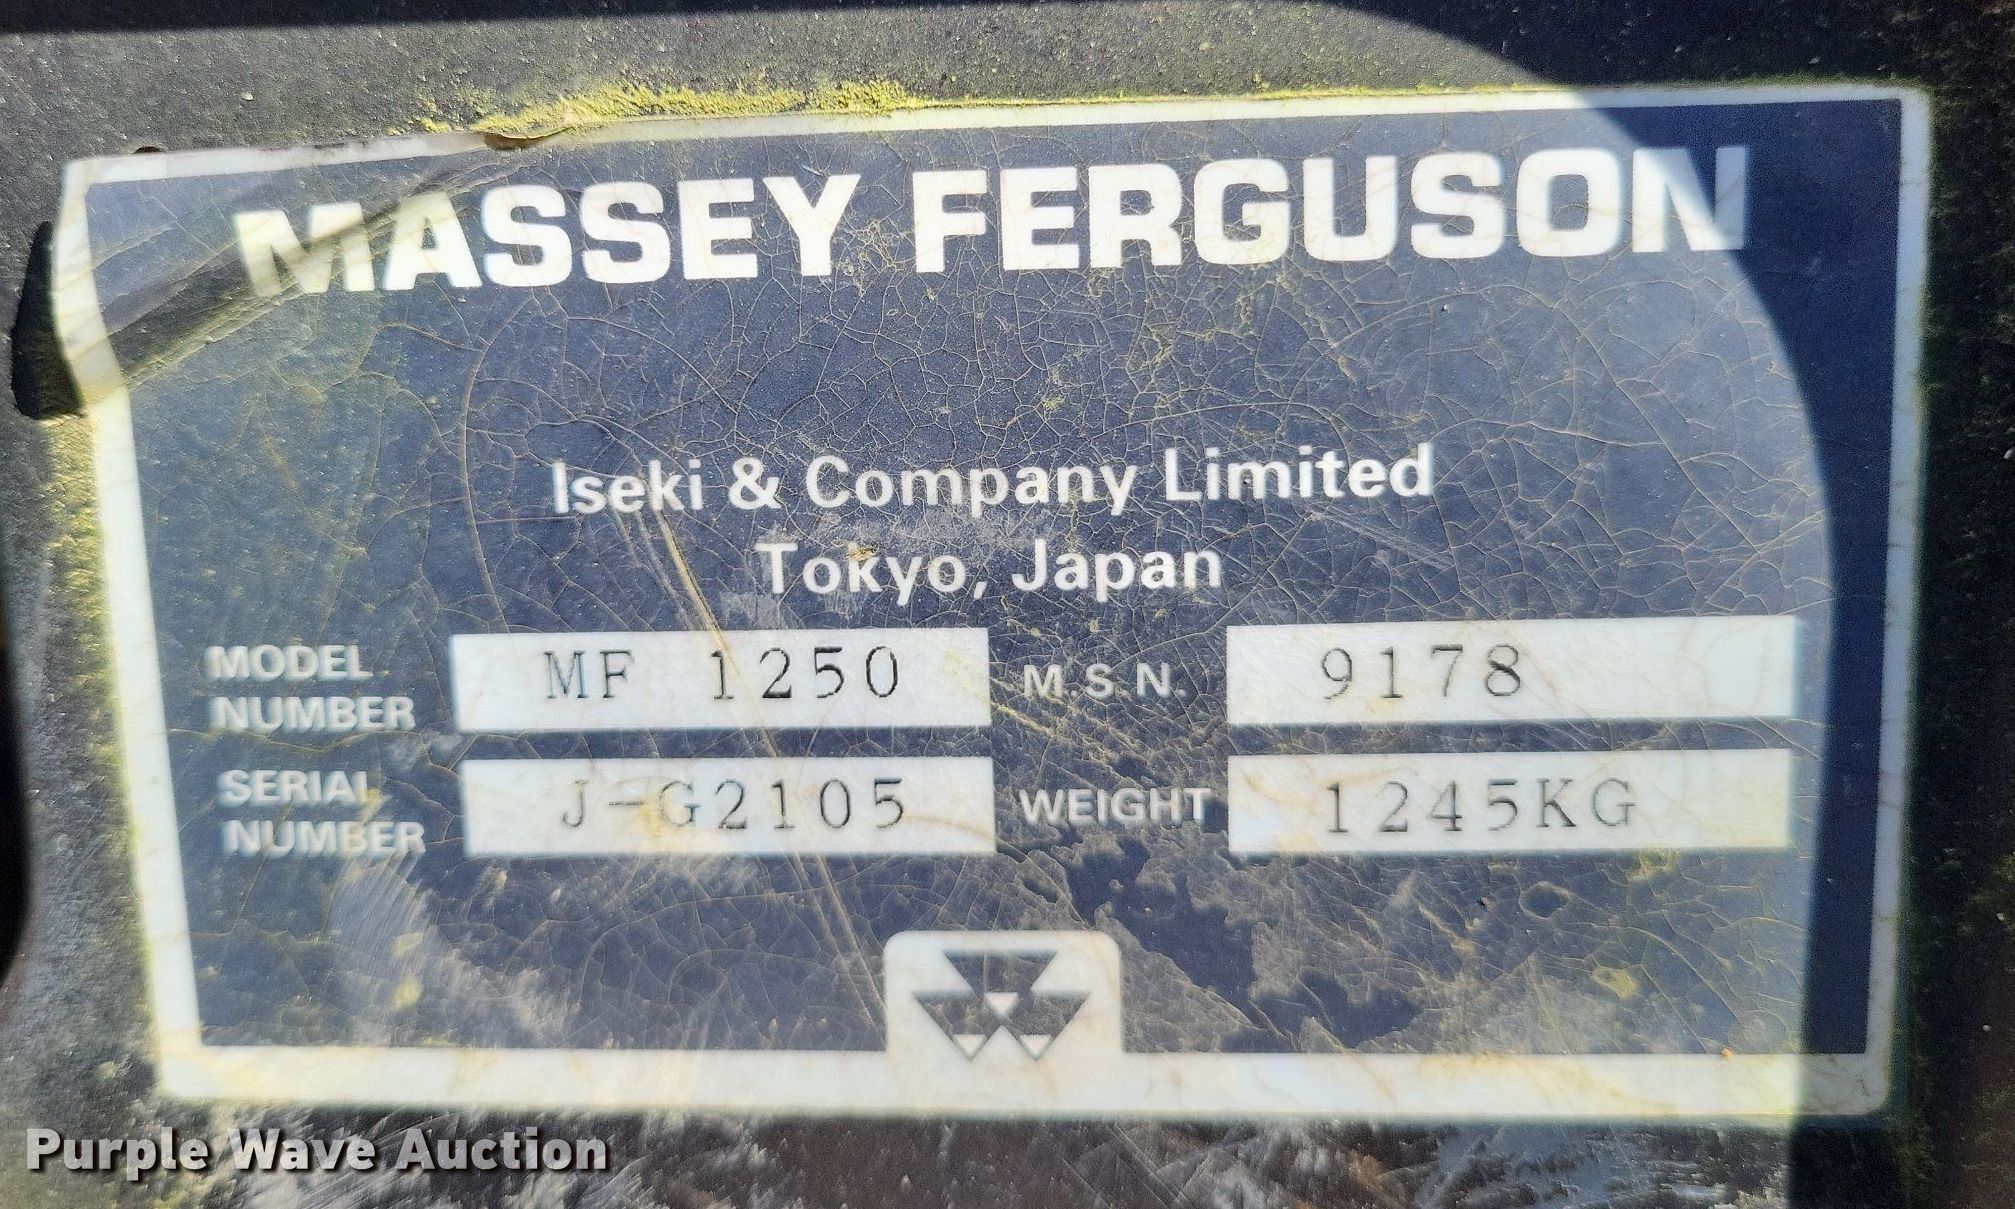 MASSEY FERGUSON
Iseki & Company Limited
Tokyo, Japan
MODEL NUMBER MF 1250 M.S.N. 9178
SERIAL NUMBER J-G2105 WEIGHT 1245KG
Purple Wave Auction